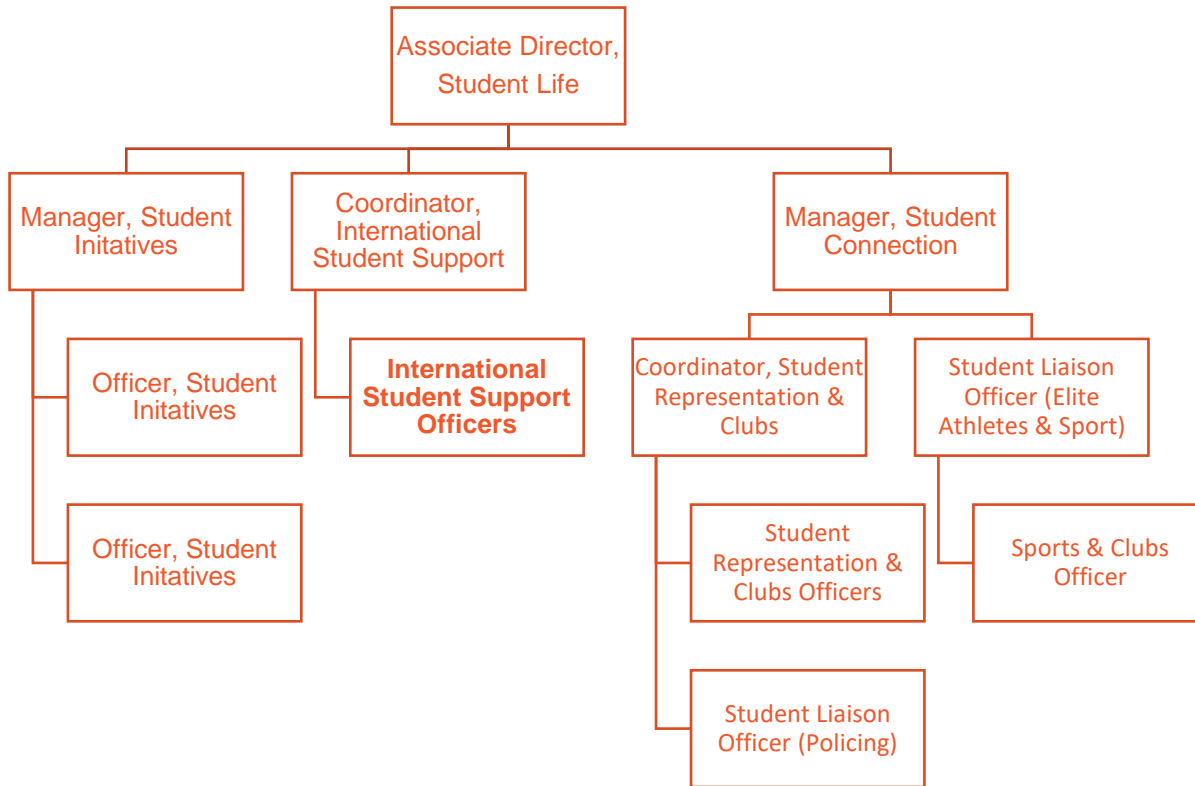 Associate Director,
Student Life
Manager, Student
Initatives
Coordinator,
International
Student Support
Manager, Student
Connection
Officer, Student
Initatives
International
Student Support
Officers
Coordinator, Student
Representation &
Clubs
Student Liaison
Officer (Elite
Athletes & Sport)
Officer, Student
Initatives
Student
Representation &
Clubs Officers
Sports & Clubs
Officer
Student Liaison
Officer (Policing)